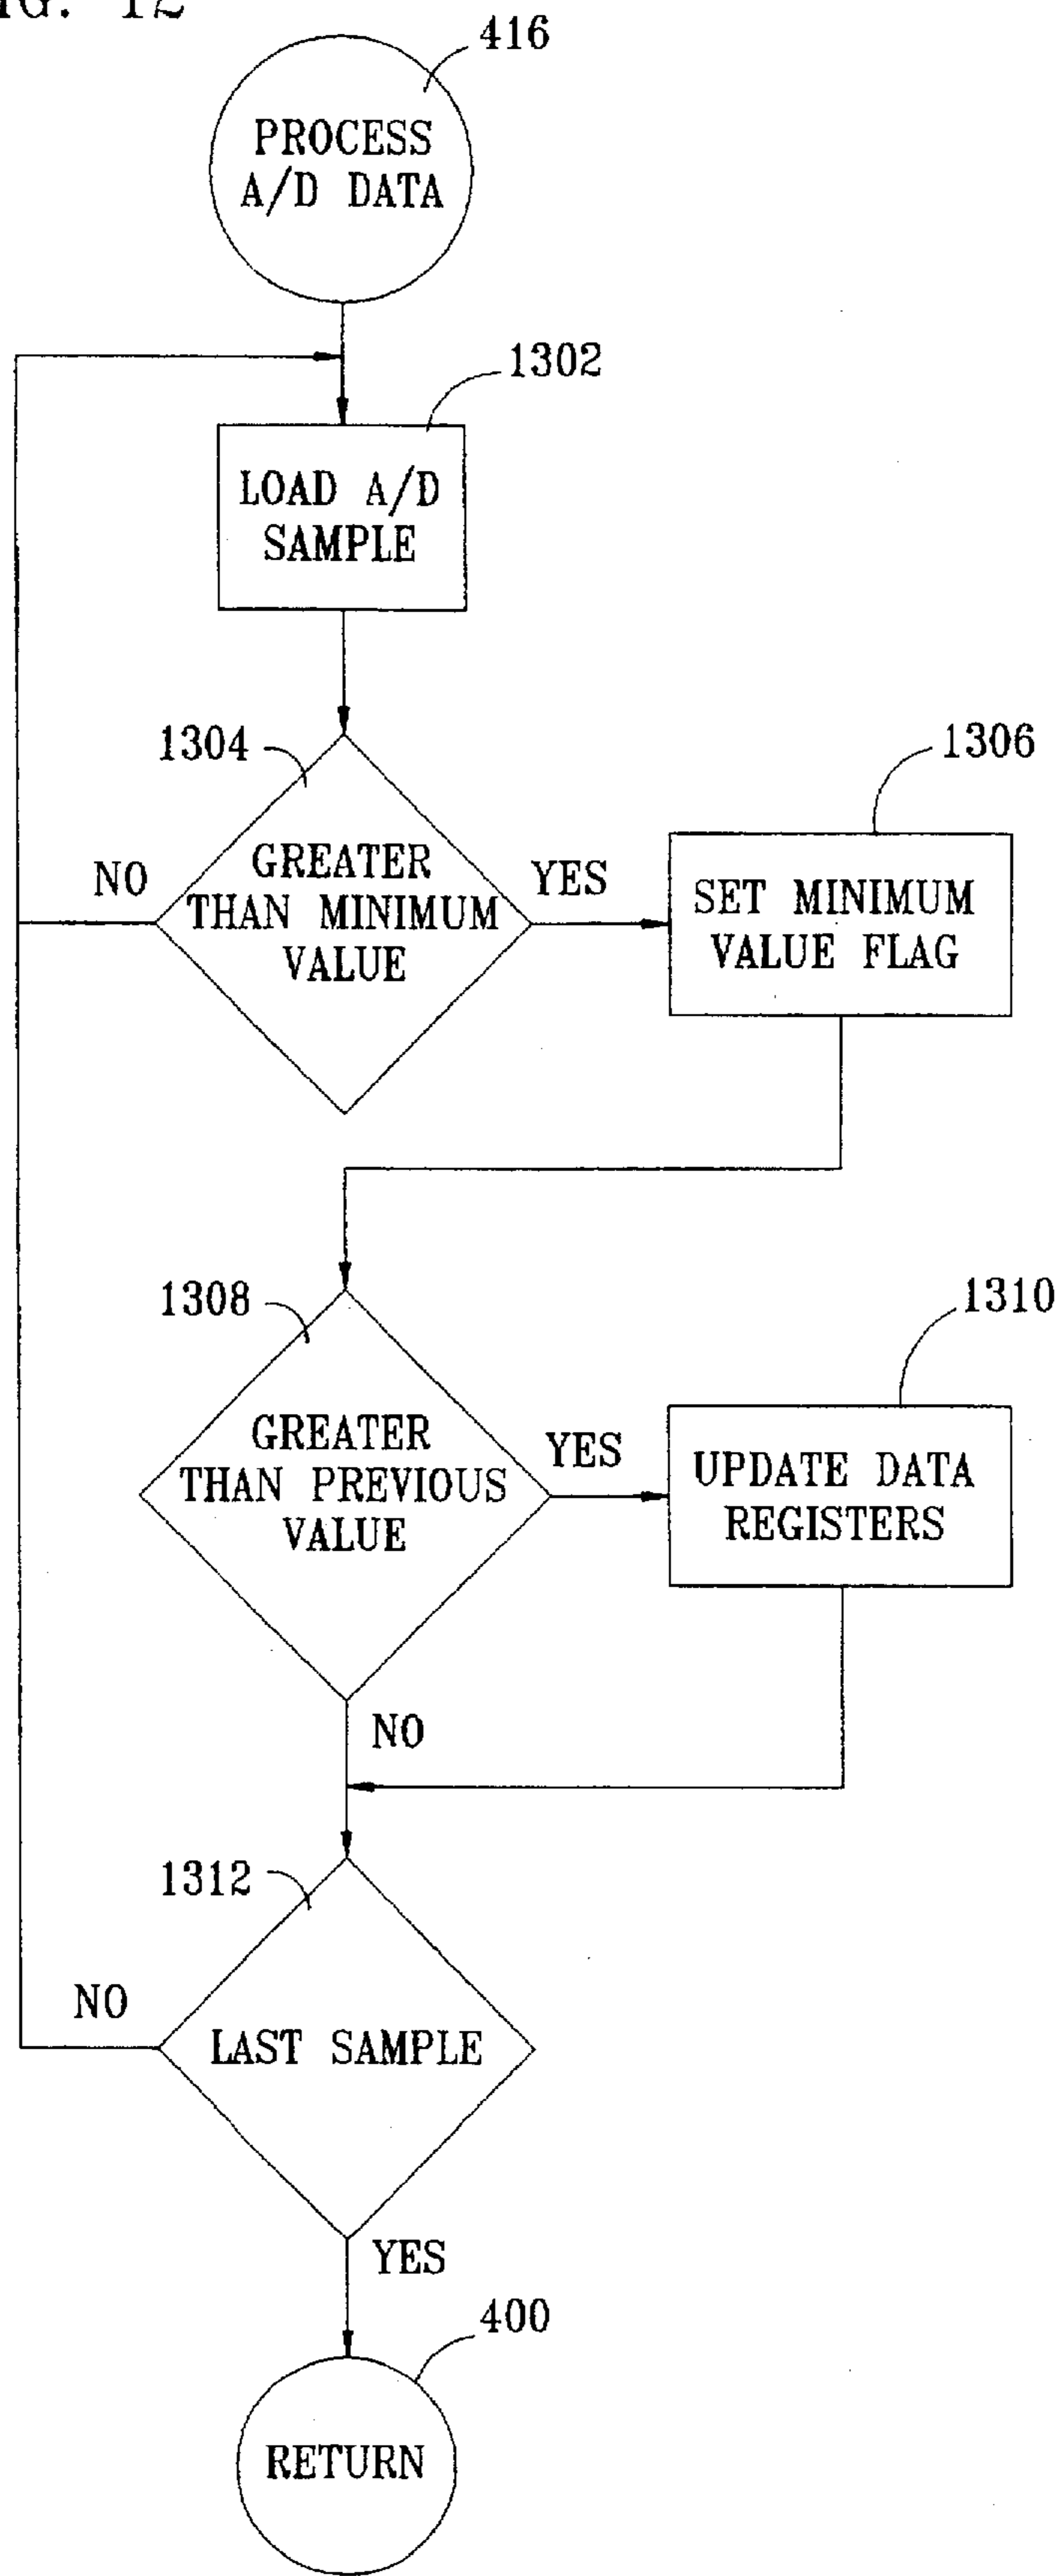 FIG. 12
416
PROCESS
A/D DATA
1302
LOAD A/D
SAMPLE
1304
1306
NO
GREATER
THAN MINIMUM
VALUE
YES
SET MINIMUM
VALUE FLAG
1308
1310
GREATER
THAN PREVIOUS
VALUE
YES
UPDATE DATA
REGISTERS
NO
1312
NO
LAST SAMPLE
YES
400
RETURN